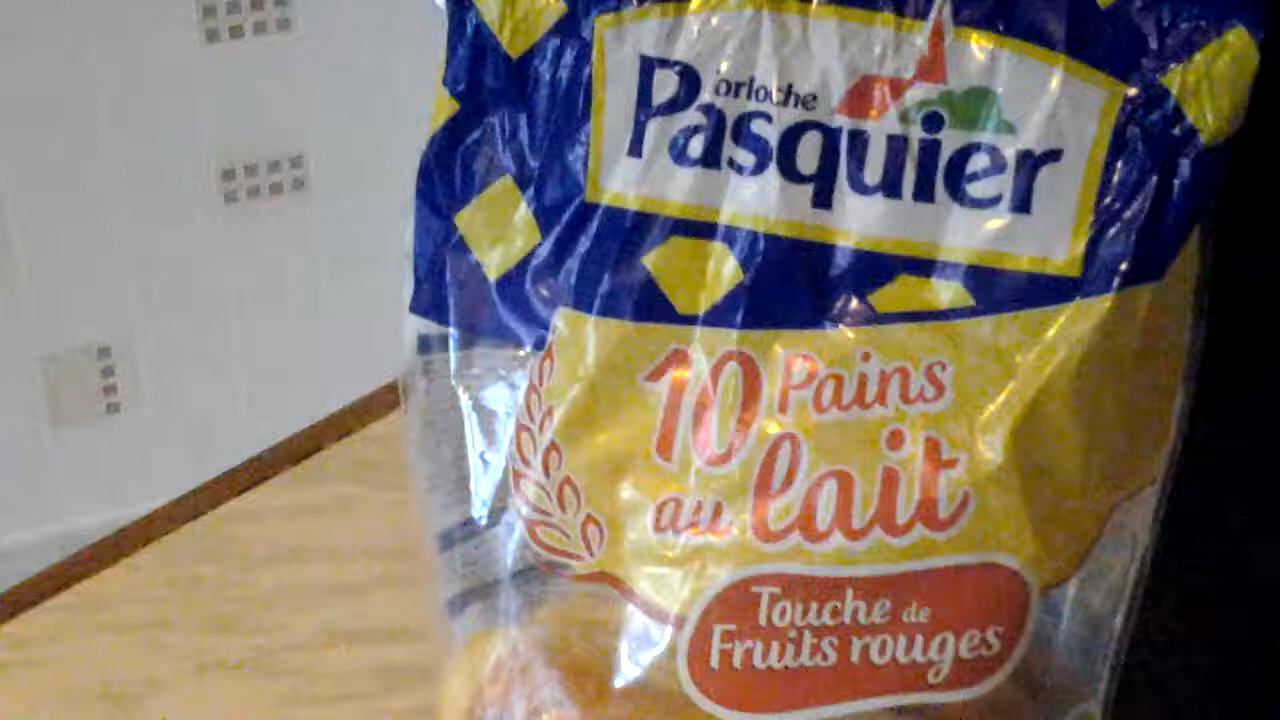 orloche
Pasquier
10 Pains
au lait
Touche de
Fruits rouges